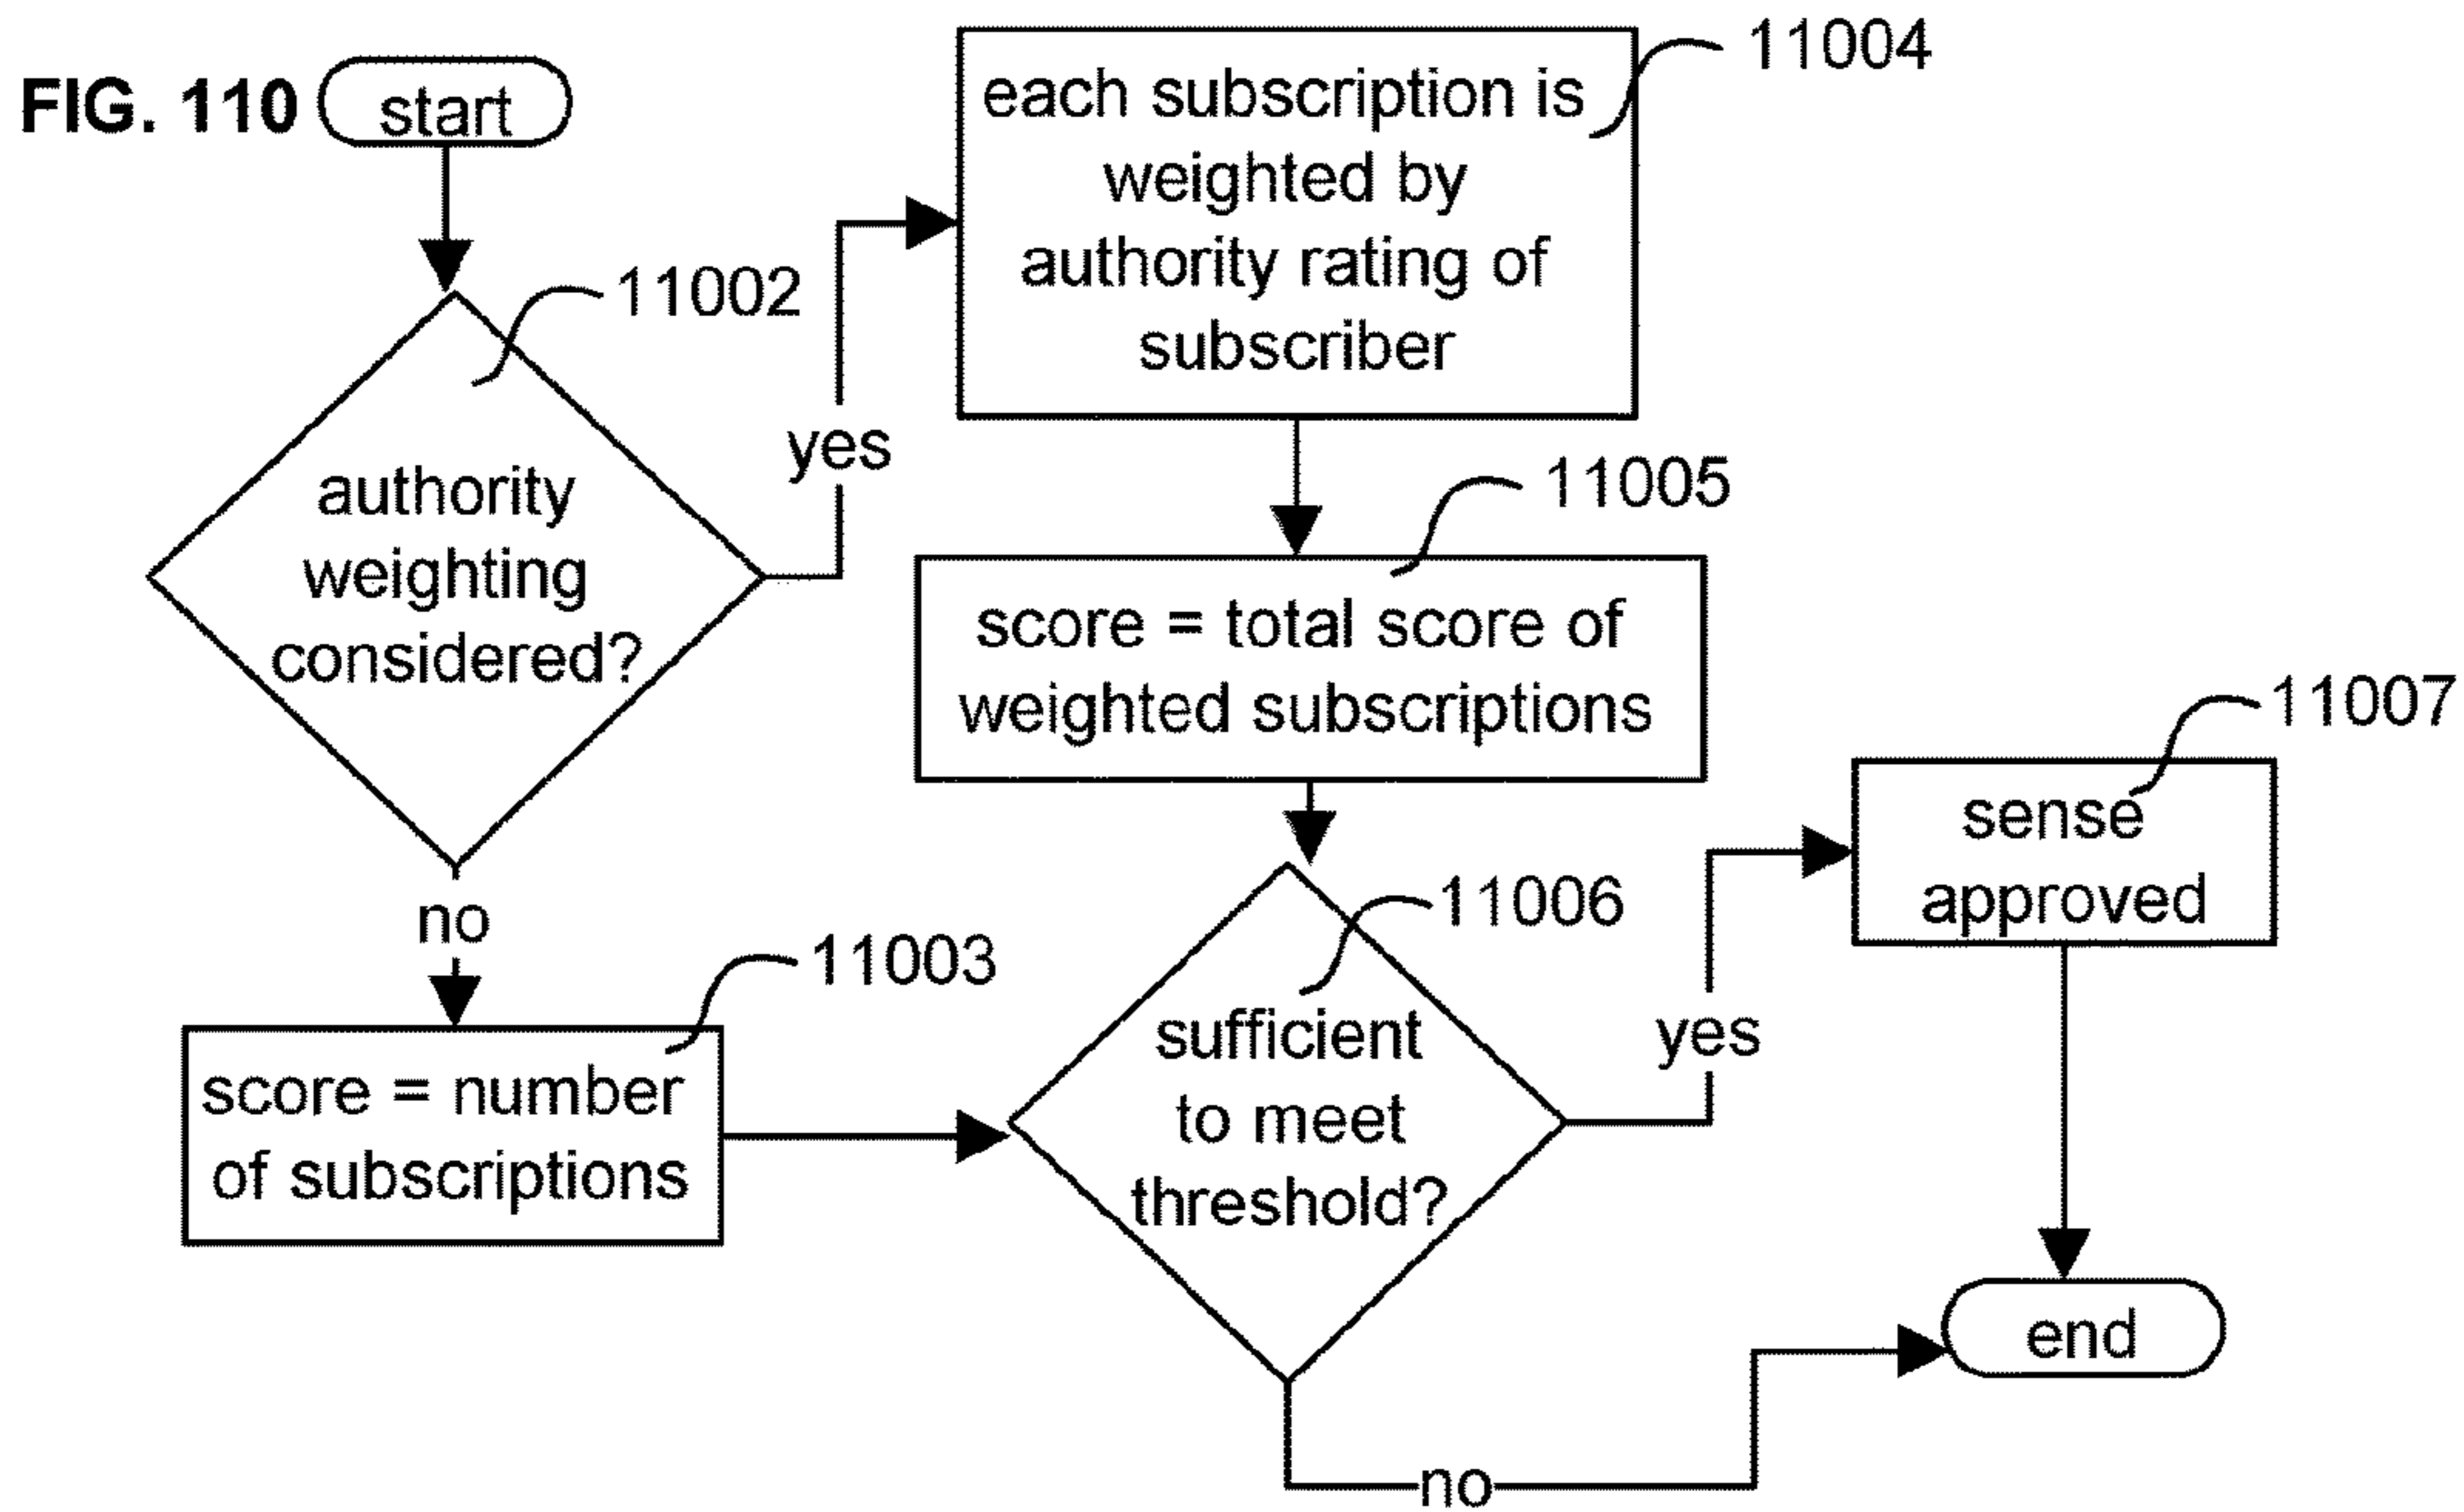 FIG. 110
start
11002
authority
weighting
considered?
yes
no
11003
score = number
of subscriptions
11004
each subscription is
weighted by
authority rating of
subscriber
11005
score = total score of
weighted subscriptions
11006
sufficient
to meet
threshold?
yes
no
11007
sense
approved
end